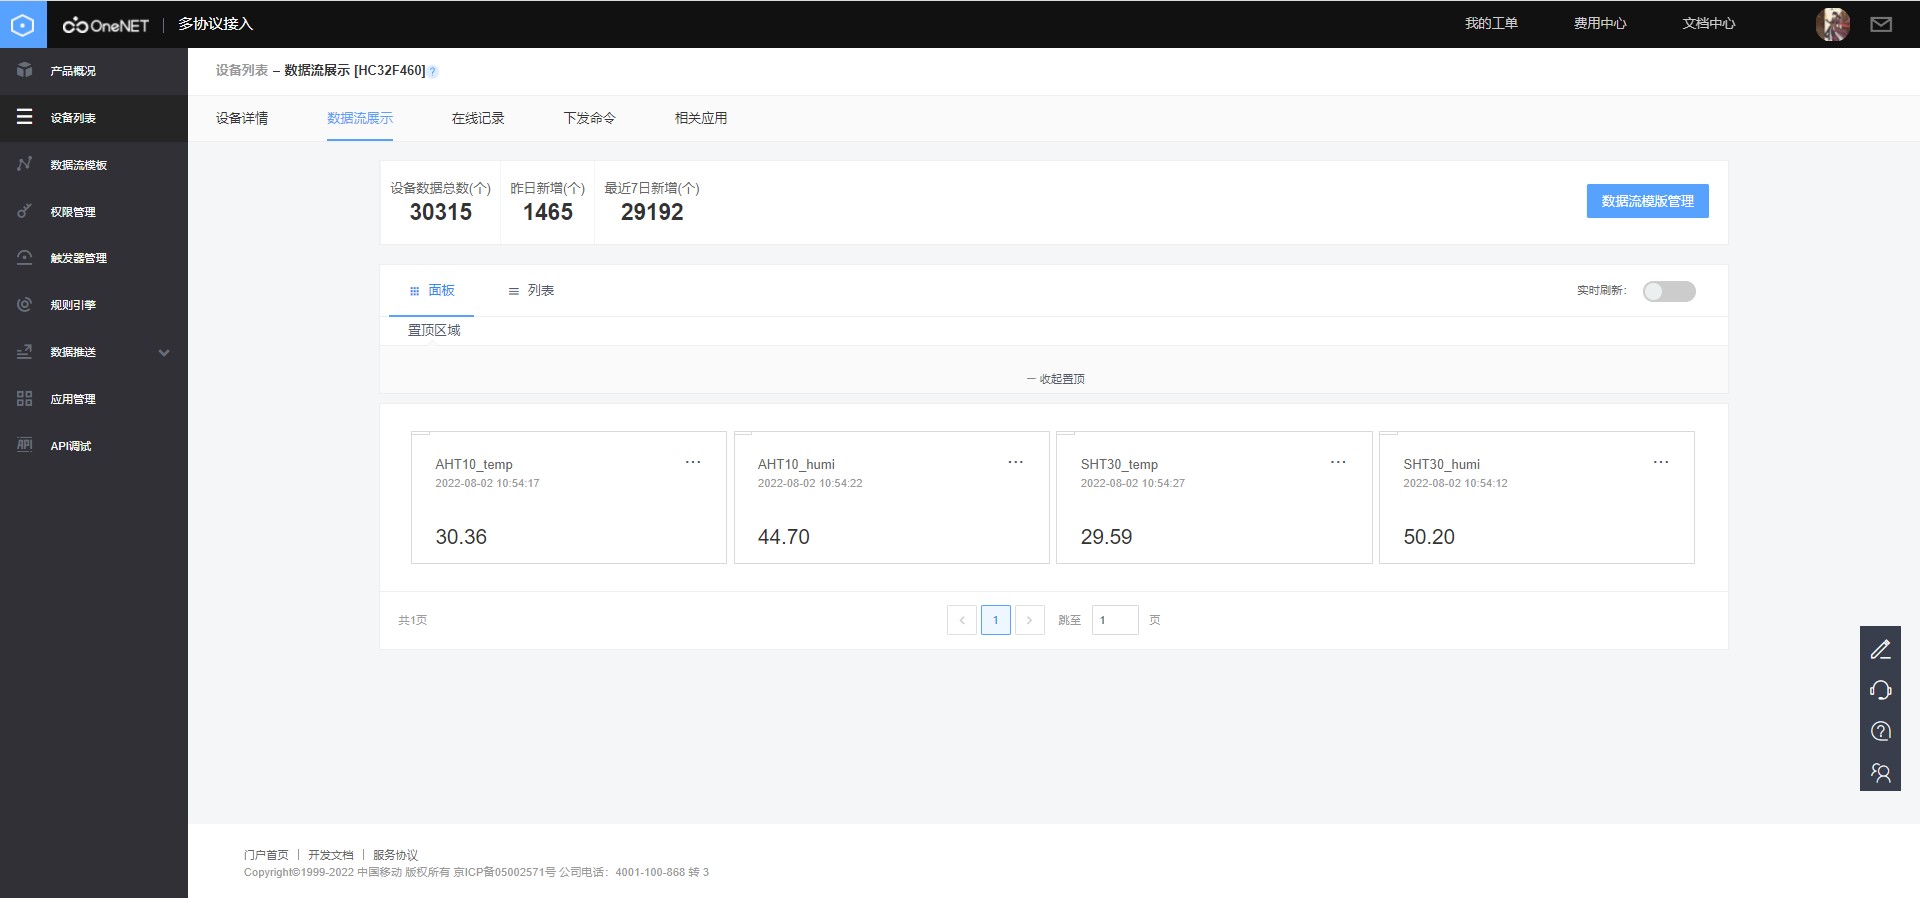 OneNET 多协议接入 我的工单 费用中心 文档中心
产品概况
设备列表
数据流模板
权限管理
触发器管理
规则引擎
数据推送
应用管理
API调试
设备列表 – 数据流展示 [HC32F460] ?
设备详情 数据流展示 在线记录 下发命令 相关应用
设备数据总数(个) 昨日新增(个) 最近7日新增(个)
30315 1465 29192
数据流模版管理
面板 列表 实时刷新:
置顶区域
一 收起置顶
AHT10_temp ... AHT10_humi ... SHT30_temp ... SHT30_humi ...
2022-08-02 10:54:17 2022-08-02 10:54:22 2022-08-02 10:54:27 2022-08-02 10:54:12
30.36 44.70 29.59 50.20
共1页 < 1 > 跳至 1 页
门户首页 | 开发文档 | 服务协议
Copyright©1999-2022 中国移动 版权所有 京ICP备05002571号 公司电话：4001-100-868 转 3